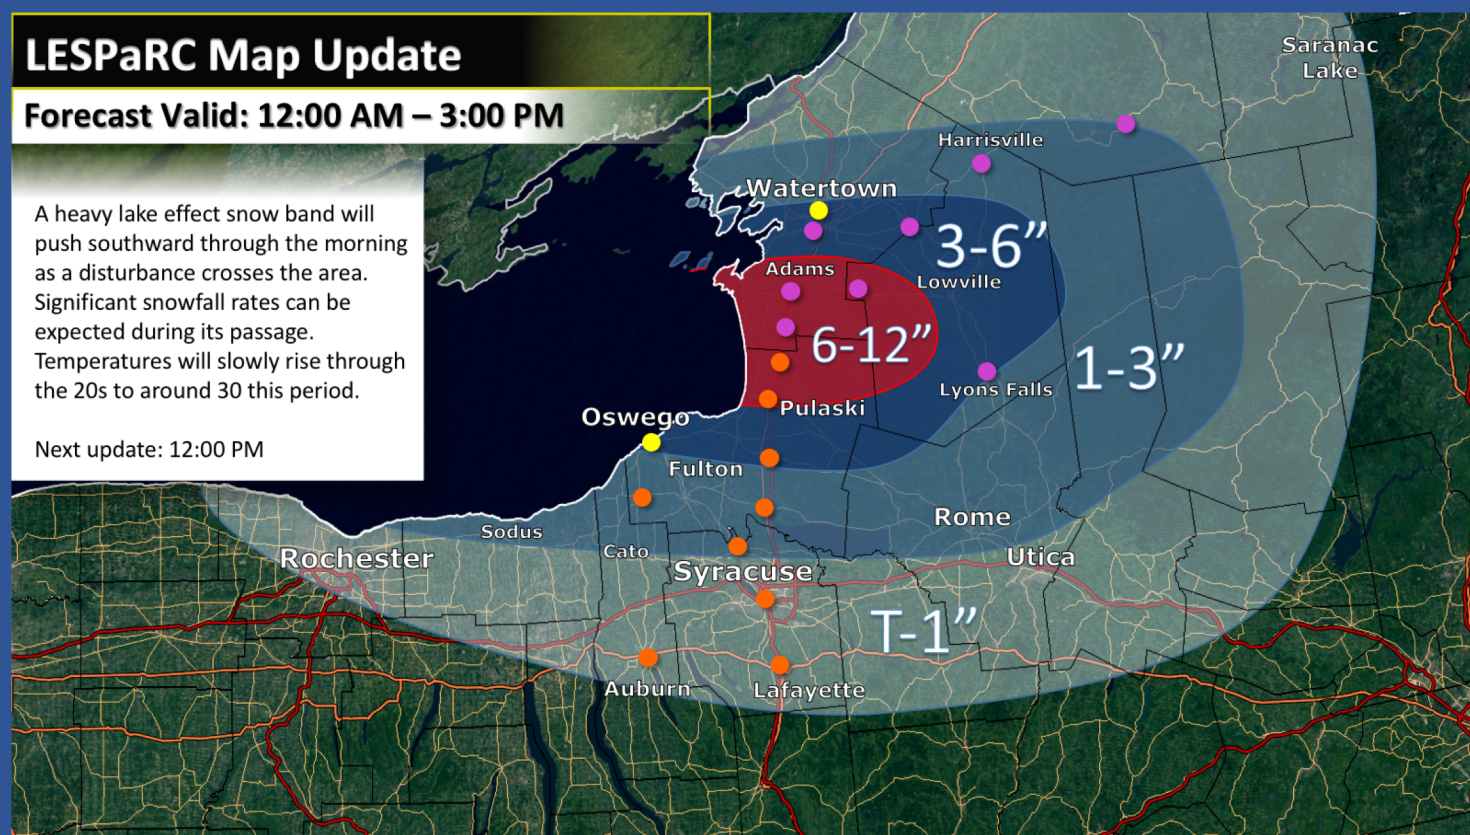 LESPaRC Map Update
Forecast Valid: 12:00 AM – 3:00 PM
A heavy lake effect snow band will
push southward through the morning
as a disturbance crosses the area.
Significant snowfall rates can be
expected during its passage.
Temperatures will slowly rise through
the 20s to around 30 this period.
Next update: 12:00 PM
Saranac
Lake
Harrisville
Watertown
3-6”
Adams
Lowville
6-12”
1-3”
Lyons Falls
Pulaski
Oswego
Fulton
Rome
Sodus
Cato
Utica
Rochester
Syracuse
T-1”
Auburn
Lafayette